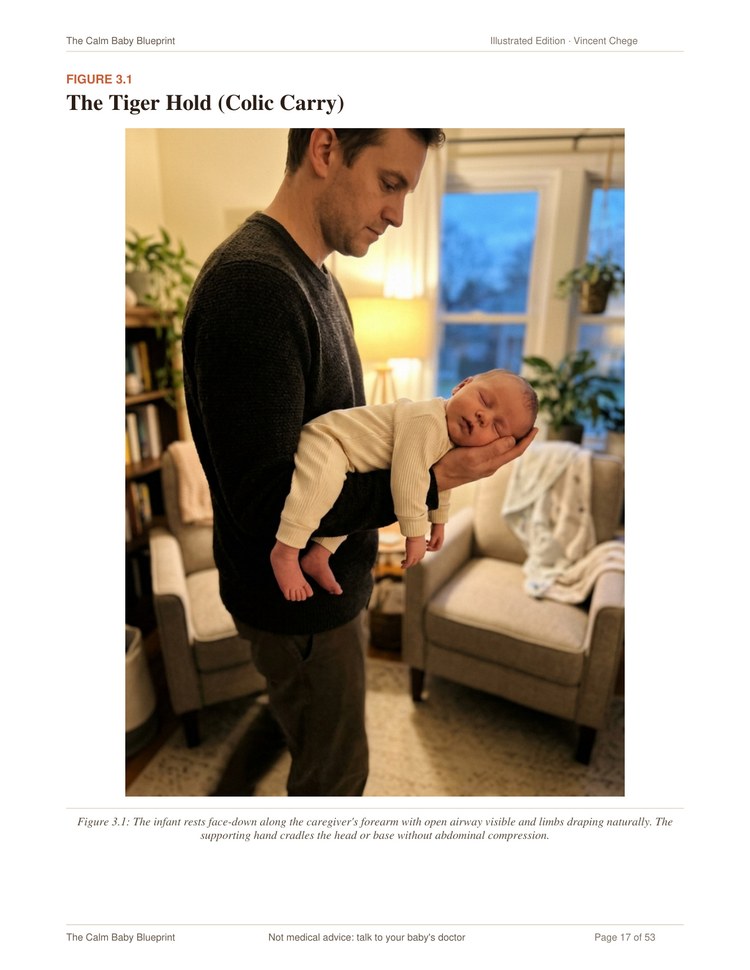 The Calm Baby Blueprint
Illustrated Edition · Vincent Chege
FIGURE 3.1
The Tiger Hold (Colic Carry)
Figure 3.1: The infant rests face-down along the caregiver's forearm with open airway visible and limbs draping naturally. The
supporting hand cradles the head or base without abdominal compression.
The Calm Baby Blueprint
Not medical advice: talk to your baby's doctor
Page 17 of 53